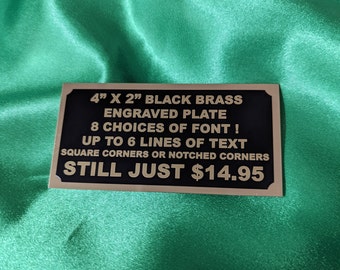 4” X 2” BLACK BRASS
ENGRAVED PLATE
8 CHOICES OF FONT !
UP TO 6 LINES OF TEXT
SQUARE CORNERS OR NOTCHED CORNERS
STILL JUST $14.95